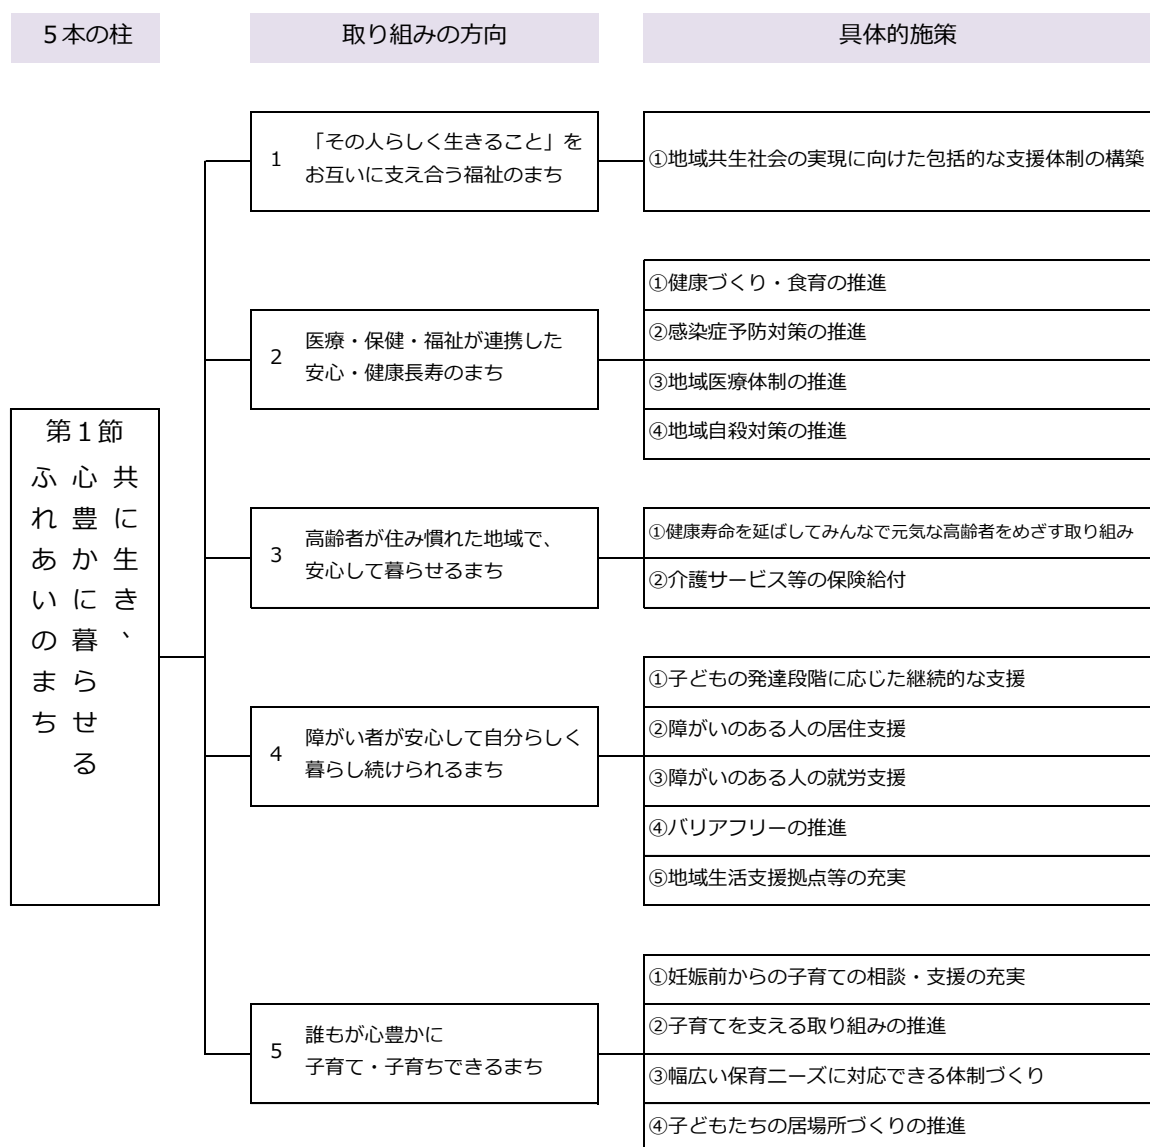 5本の柱
取り組みの方向
具体的施策
第1節
共に生き、
心豊かに暮らせる
ふれあいのまち
1
「その人らしく生きること」を
お互いに支え合う福祉のまち
①地域共生社会の実現に向けた包括的な支援体制の構築
2
医療・保健・福祉が連携した
安心・健康長寿のまち
①健康づくり・食育の推進
②感染症予防対策の推進
③地域医療体制の推進
④地域自殺対策の推進
3
高齢者が住み慣れた地域で、
安心して暮らせるまち
①健康寿命を延ばしてみんなで元気な高齢者をめざす取り組み
②介護サービス等の保険給付
4
障がい者が安心して自分らしく
暮らし続けられるまち
①子どもの発達段階に応じた継続的な支援
②障がいのある人の居住支援
③障がいのある人の就労支援
④バリアフリーの推進
⑤地域生活支援拠点等の充実
5
誰もが心豊かに
子育て・子育ちできるまち
①妊娠前からの子育ての相談・支援の充実
②子育てを支える取り組みの推進
③幅広い保育ニーズに対応できる体制づくり
④子どもたちの居場所づくりの推進